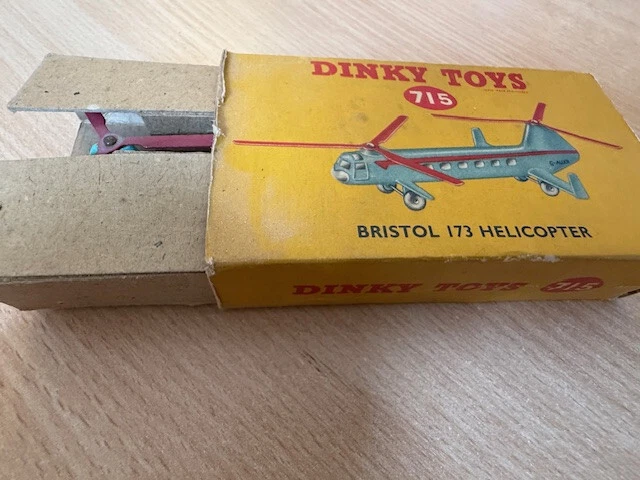 DINKY TOYS
715
BRISTOL 173 HELICOPTER
DINKY TOYS 715